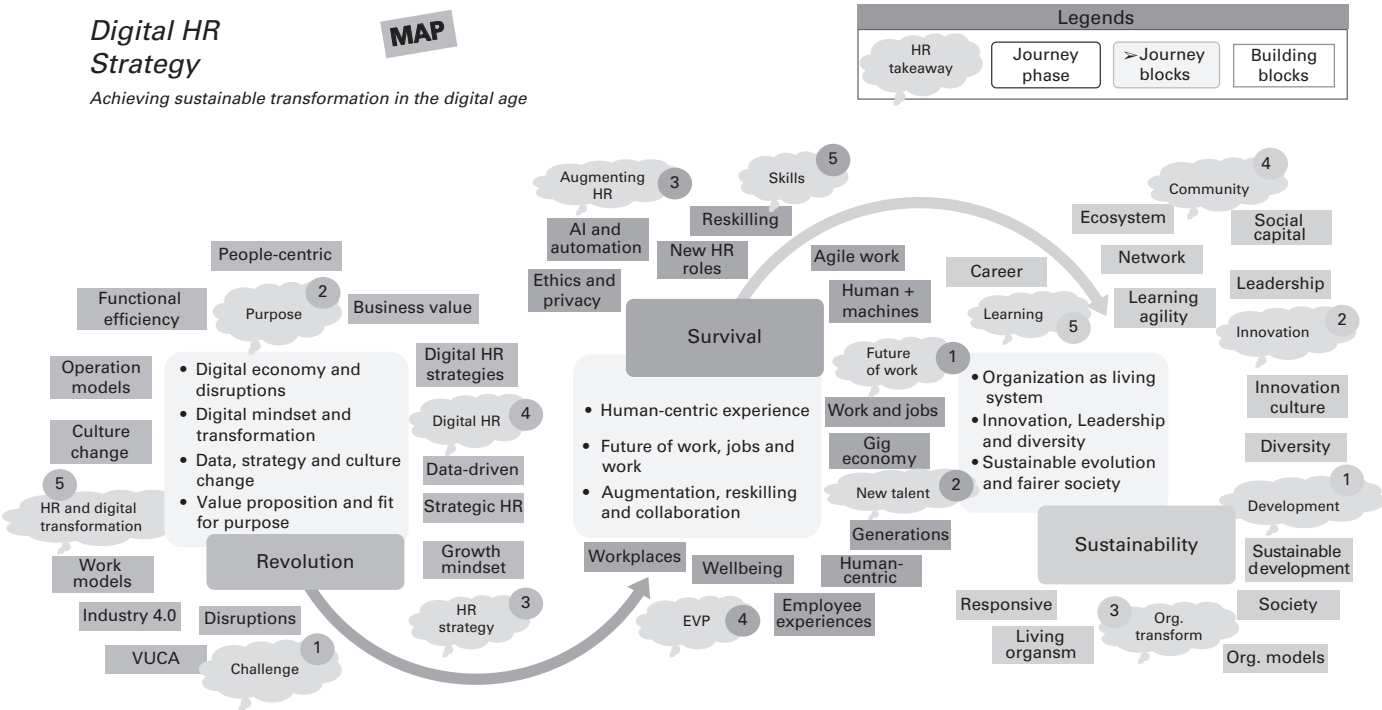 Digital HR
Strategy
MAP
Achieving sustainable transformation in the digital age
Legends
HR
takeaway
Journey
phase
➢Journey
blocks
Building
blocks
People-centric
Functional
efficiency
Purpose
2
Business value
Operation
models
Culture
change
5
HR and digital
transformation
Work
models
Industry 4.0
VUCA
Disruptions
Challenge
1
• Digital economy and
disruptions
• Digital mindset and
transformation
• Data, strategy and culture
change
• Value proposition and fit
for purpose
Revolution
Digital HR
strategies
Digital HR
4
Data-driven
Strategic HR
Growth
mindset
HR
strategy
3
Augmenting
HR
3
Skills
5
AI and
automation
Reskilling
New HR
roles
Ethics and
privacy
Survival
• Human-centric experience
• Future of work, jobs and
work
• Augmentation, reskilling
and collaboration
Agile work
Human +
machines
Future
of work
1
Work and jobs
Gig
economy
New talent
2
Generations
Human-
centric
Workplaces
Wellbeing
Employee
experiences
EVP
4
Career
Learning
5
Community
4
Ecosystem
Social
capital
Network
Learning
agility
Leadership
Innovation
2
Innovation
culture
Diversity
Development
1
• Organization as living
system
• Innovation, Leadership
and diversity
• Sustainable evolution
and fairer society
Sustainability
Sustainable
development
Society
Responsive
Living
organsm
3
Org.
transform
Org. models